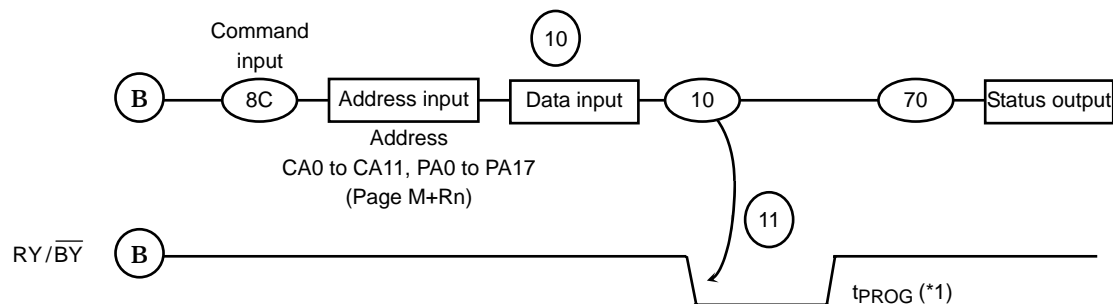 Command
input
10
B
8C
Address input
Data input
10
70
Status output
Address
CA0 to CA11, PA0 to PA17
(Page M+Rn)
11
RY/BY
B
tPROG (*1)